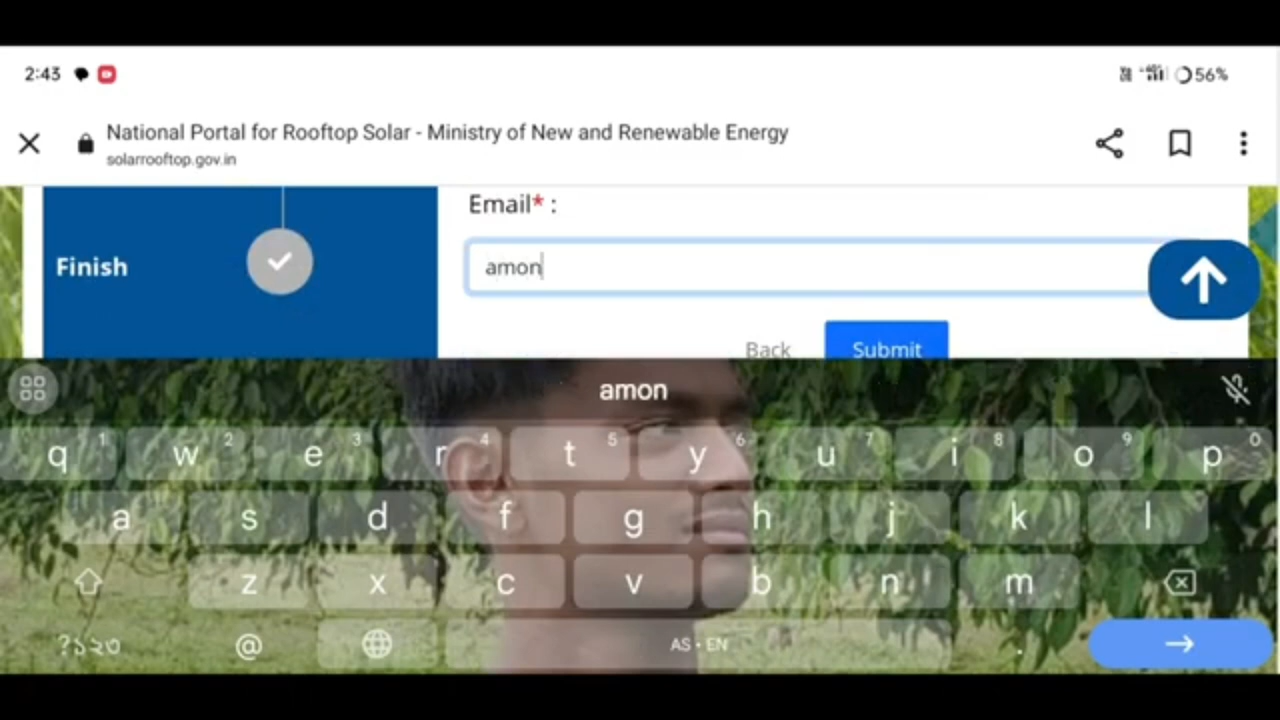 2:43
56%
National Portal for Rooftop Solar - Ministry of New and Renewable Energy
solarrooftop.gov.in
Email* :
Finish
amon
Back Submit
amon
q 1 w 2 e 3 r 4 t 5 y 6 u 7 i 8 o 9 p 0
a s d f g h j k l
z x c v b n m
?১২৩ @ AS • EN .